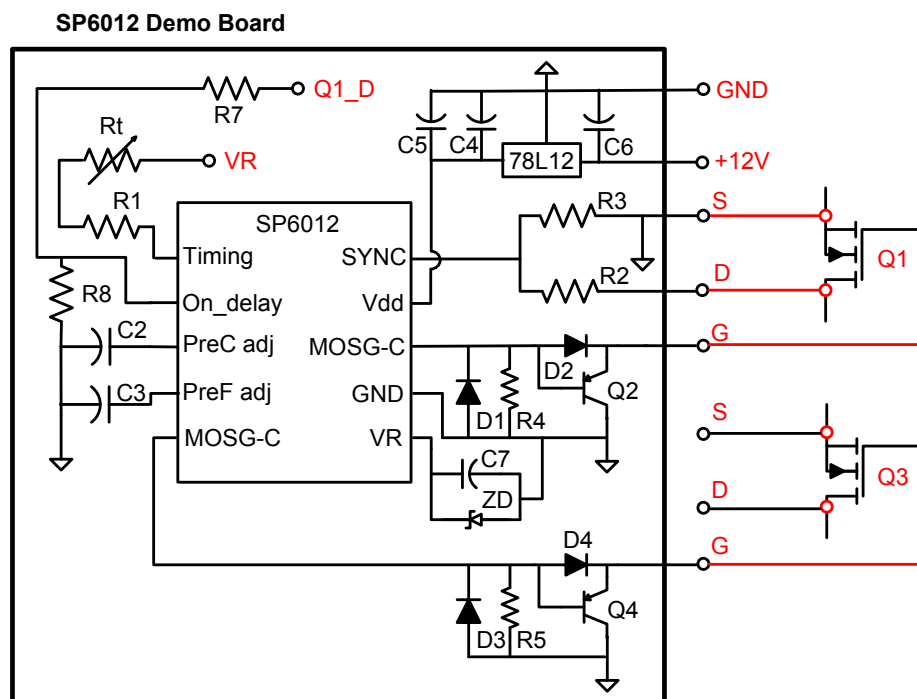 SP6012 Demo Board
R7
Q1_D
GND
Rt
C5
C4
C6
78L12
VR
+12V
R1
SP6012
R3
S
Timing
SYNC
Q1
R8
On_delay
Vdd
R2
D
C2
PreC adj
MOSG-C
D2
G
C3
PreF adj
GND
D1
R4
Q2
MOSG-C
VR
C7
S
ZD
Q3
D
D4
G
D3
R5
Q4